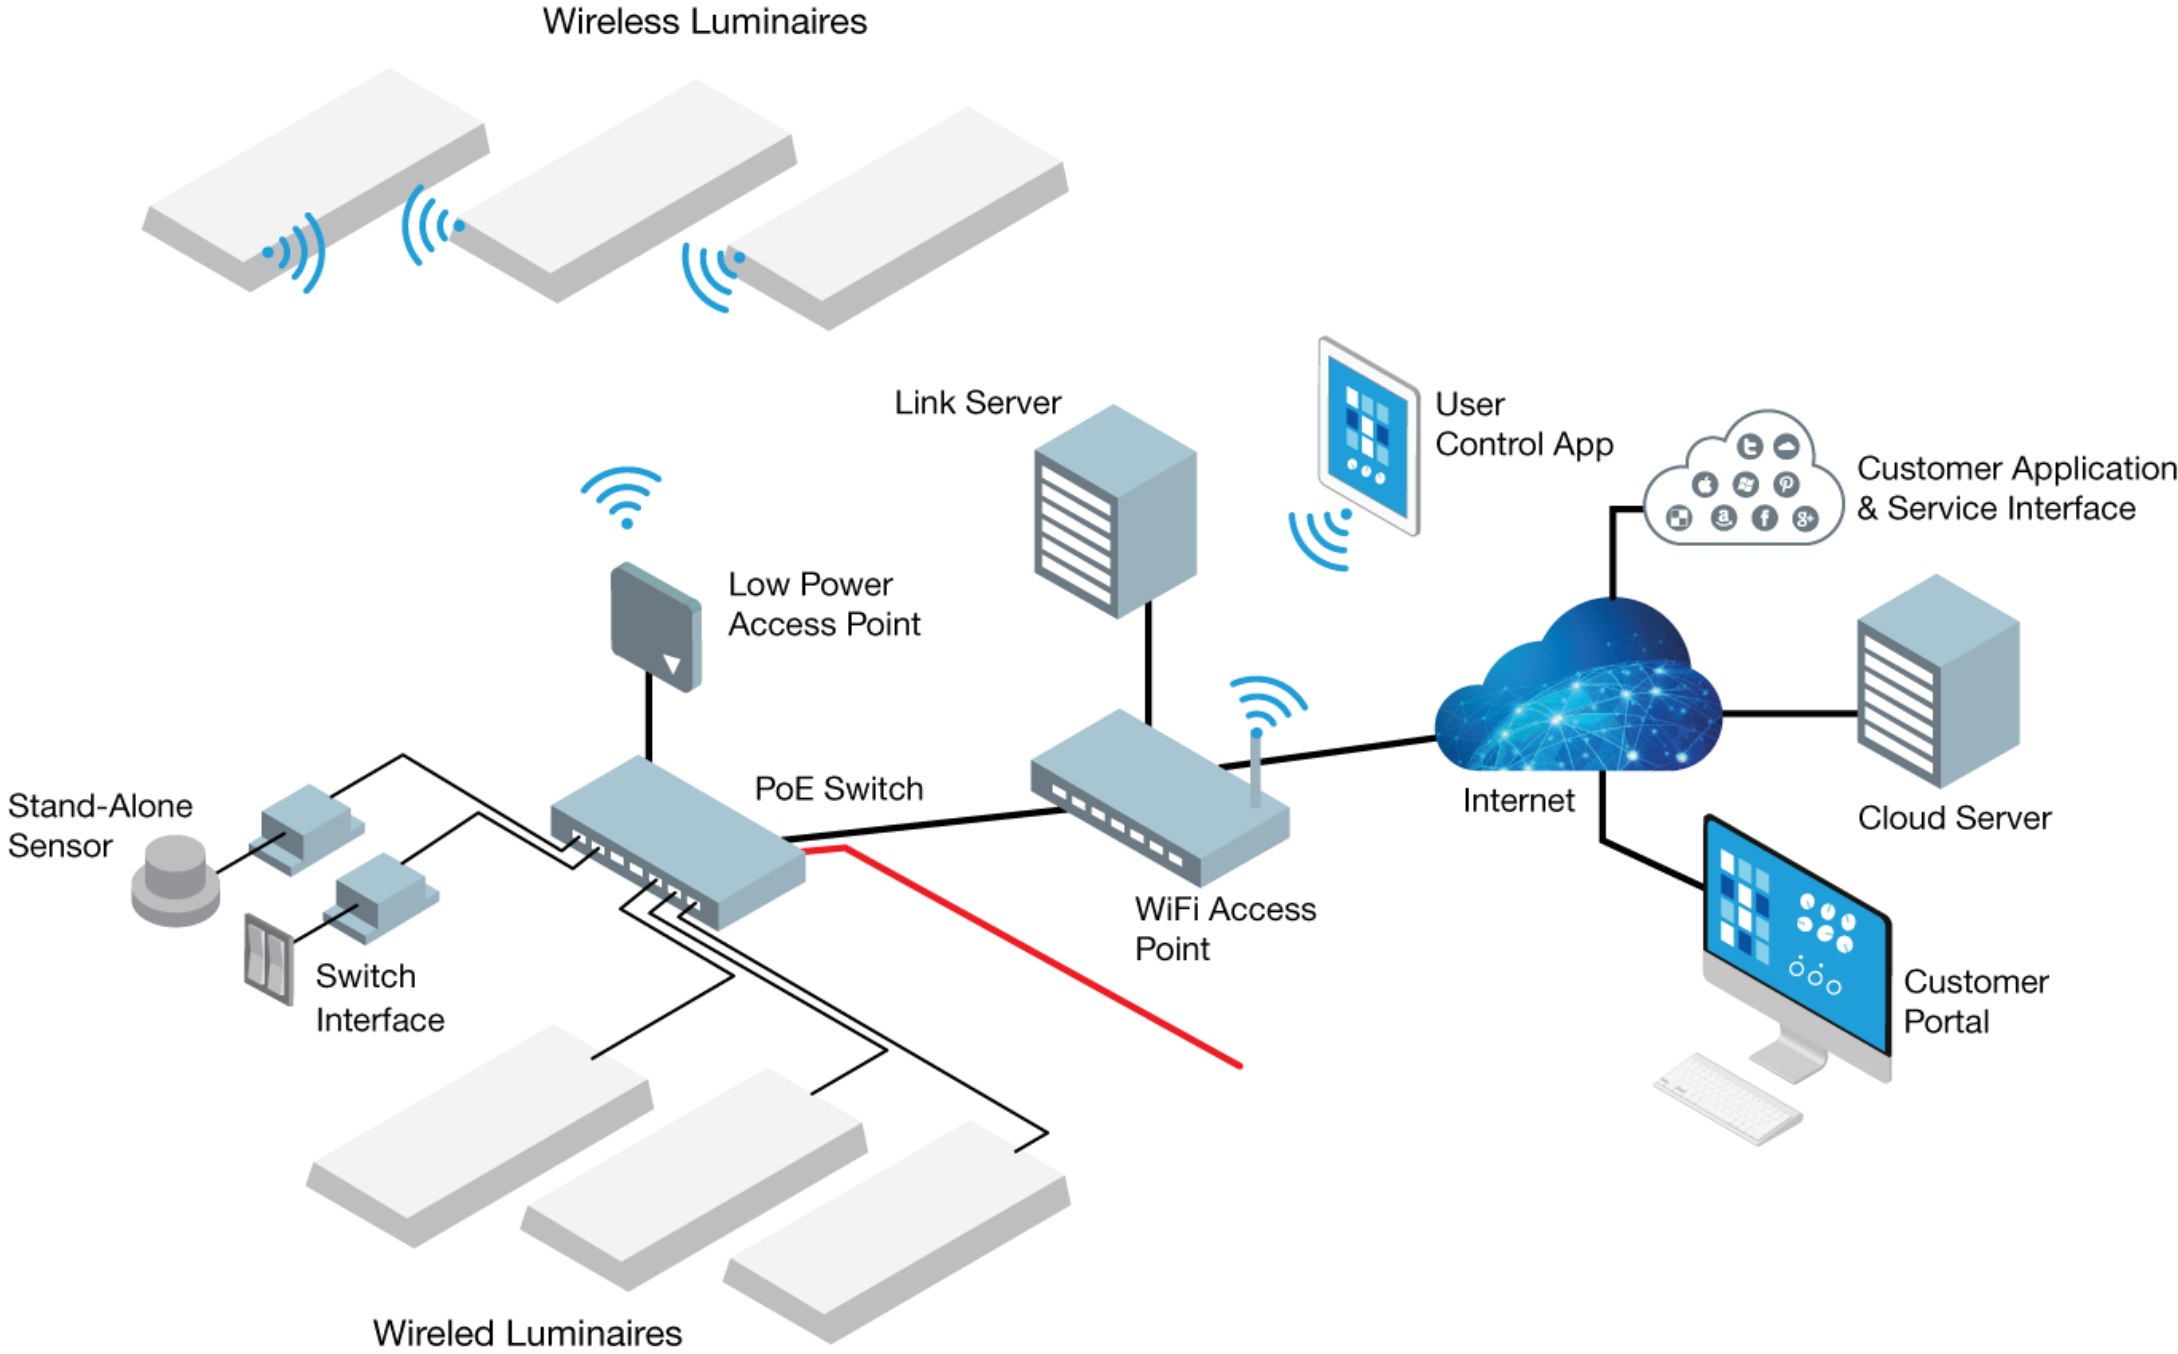 Wireless Luminaires
Link Server
User
Control App
Customer Application
& Service Interface
Low Power
Access Point
PoE Switch
Internet
Cloud Server
Stand-Alone
Sensor
WiFi Access
Point
Switch
Interface
Customer
Portal
Wireled Luminaires